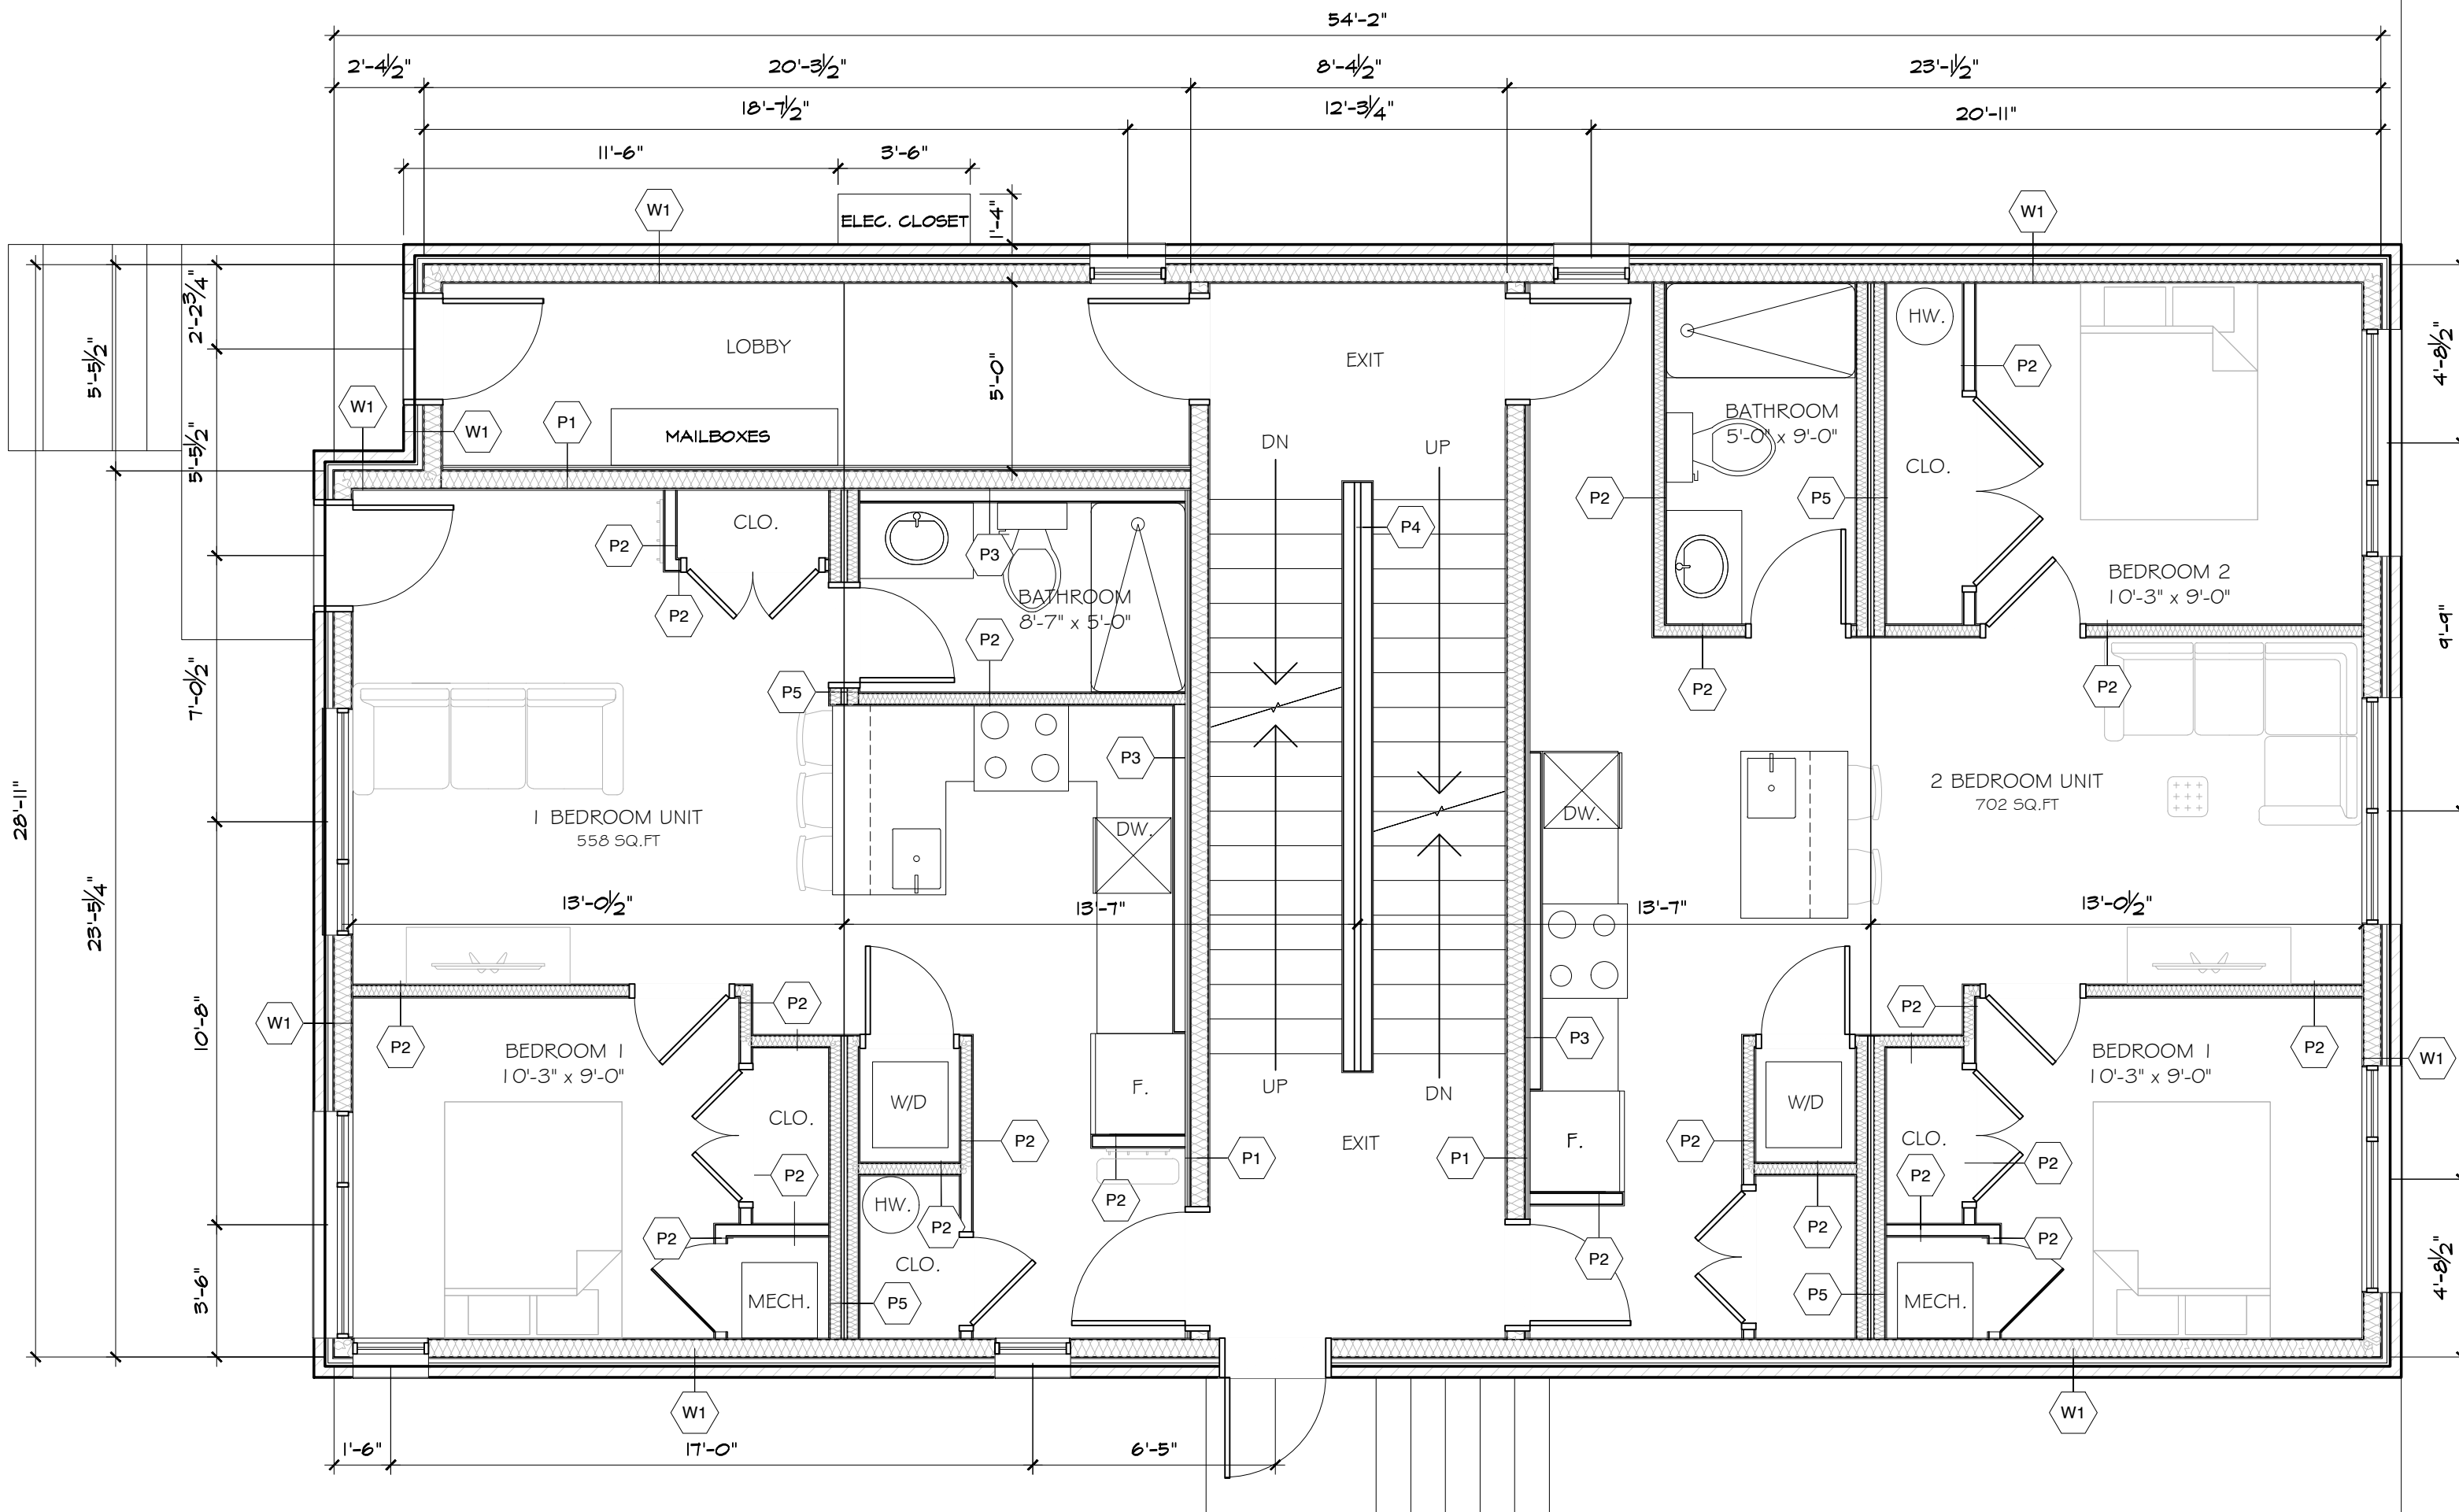 54'-2"
2'-4½"
20'-3½"
8'-4½"
23'-½"
18'-7½"
12'-¾"
20'-11"
11'-6"
3'-6"
1'-4"
ELEC. CLOSET
W1
W1
2'-2¾"
5'-5½"
4'-8½"
LOBBY
EXIT
HW.
P2
5'-0"
W1
W1
P1
MAILBOXES
BATHROOM
5'-0" x 9'-0"
5'-5½"
DN
UP
CLO.
P2
P5
CLO.
P4
P2
P3
BEDROOM 2
10'-3" x 9'-0"
BATHROOM
8'-7" x 5'-0"
P2
P2
9'-9"
7'-0½"
P5
P2
P2
P3
2 BEDROOM UNIT
702 SQ.FT
1 BEDROOM UNIT
558 SQ.FT
DW.
DW.
28'-11"
23'-5¼"
13'-0½"
13'-7"
13'-7"
13'-0½"
P2
P2
10'-8"
W1
P2
P3
P2
W1
BEDROOM 1
10'-3" x 9'-0"
BEDROOM 1
10'-3" x 9'-0"
UP
DN
F.
W/D
W/D
CLO.
P2
EXIT
F.
P2
CLO.
P1
P1
P2
P2
P2
P2
HW.
P2
P2
P2
P2
P2
CLO.
P2
3'-6"
4'-8½"
MECH.
P5
P5
MECH.
W1
W1
1'-6"
17'-0"
6'-5"